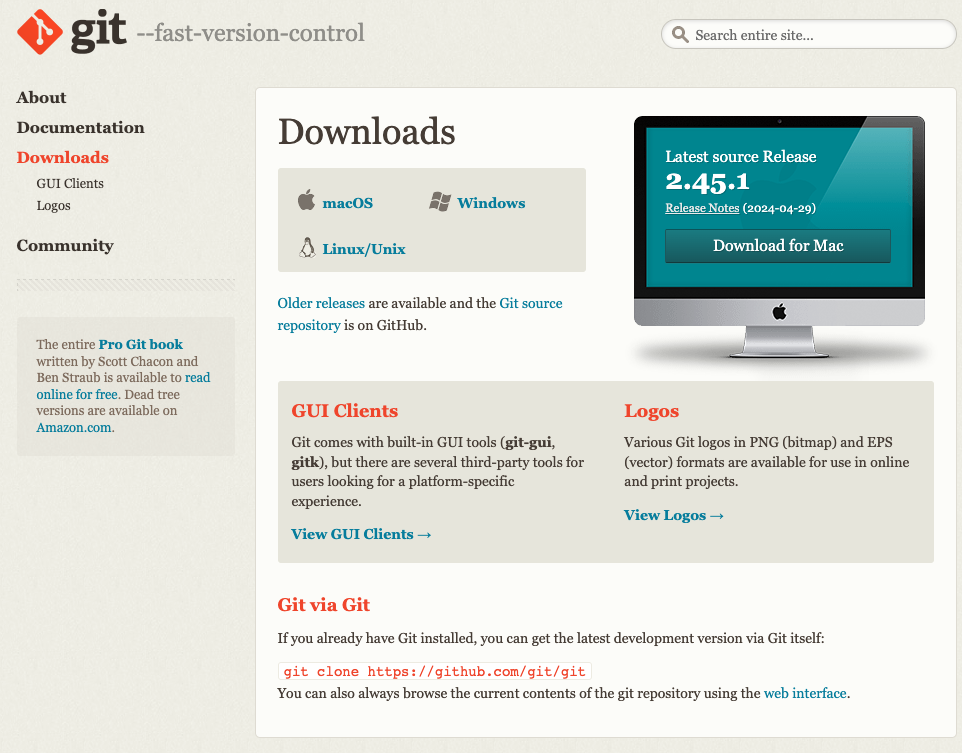 git --fast-version-control
Search entire site...
About
Documentation
Downloads
GUI Clients
Logos
Community
The entire Pro Git book
written by Scott Chacon and
Ben Straub is available to read
online for free. Dead tree
versions are available on
Amazon.com.
Downloads
macOS
Windows
Linux/Unix
Older releases are available and the Git source
repository is on GitHub.
Latest source Release
2.45.1
Release Notes (2024-04-29)
Download for Mac
GUI Clients
Git comes with built-in GUI tools (git-gui,
gitk), but there are several third-party tools for
users looking for a platform-specific
experience.
View GUI Clients →
Logos
Various Git logos in PNG (bitmap) and EPS
(vector) formats are available for use in online
and print projects.
View Logos →
Git via Git
If you already have Git installed, you can get the latest development version via Git itself:
git clone https://github.com/git/git
You can also always browse the current contents of the git repository using the web interface.